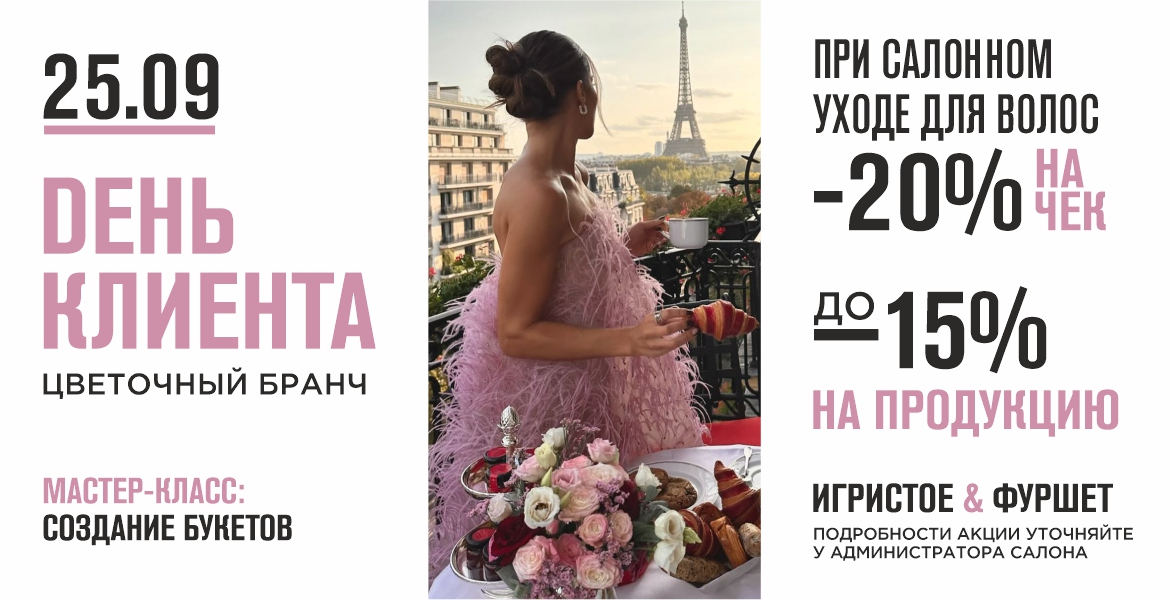 25.09
DЕНЬ
КЛИЕНТА
ЦВЕТОЧНЫЙ БРАНЧ
МАСТЕР-КЛАСС:
СОЗДАНИЕ БУКЕТОВ
ПРИ САЛОННОМ
УХОДЕ ДЛЯ ВОЛОС
-20% НА
ЧЕК
ДО -15%
НА ПРОДУКЦИЮ
ИГРИСТОЕ & ФУРШЕТ
ПОДРОБНОСТИ АКЦИИ УТОЧНЯЙТЕ
У АДМИНИСТРАТОРА САЛОНА